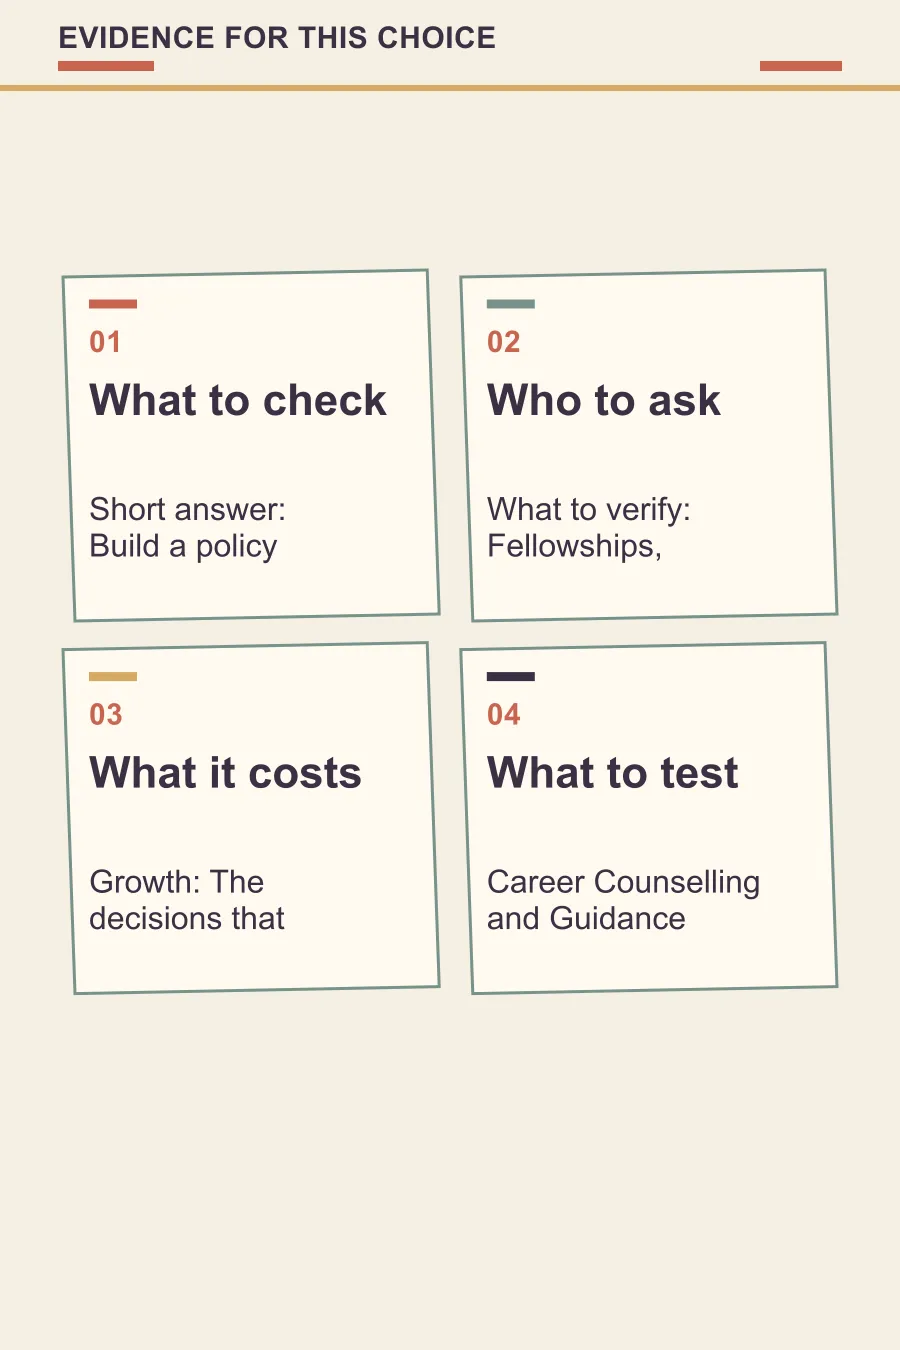 EVIDENCE FOR THIS CHOICE
01
What to check
Short answer:
Build a policy
02
Who to ask
What to verify:
Fellowships,
03
What it costs
Growth: The
decisions that
04
What to test
Career Counselling
and Guidance